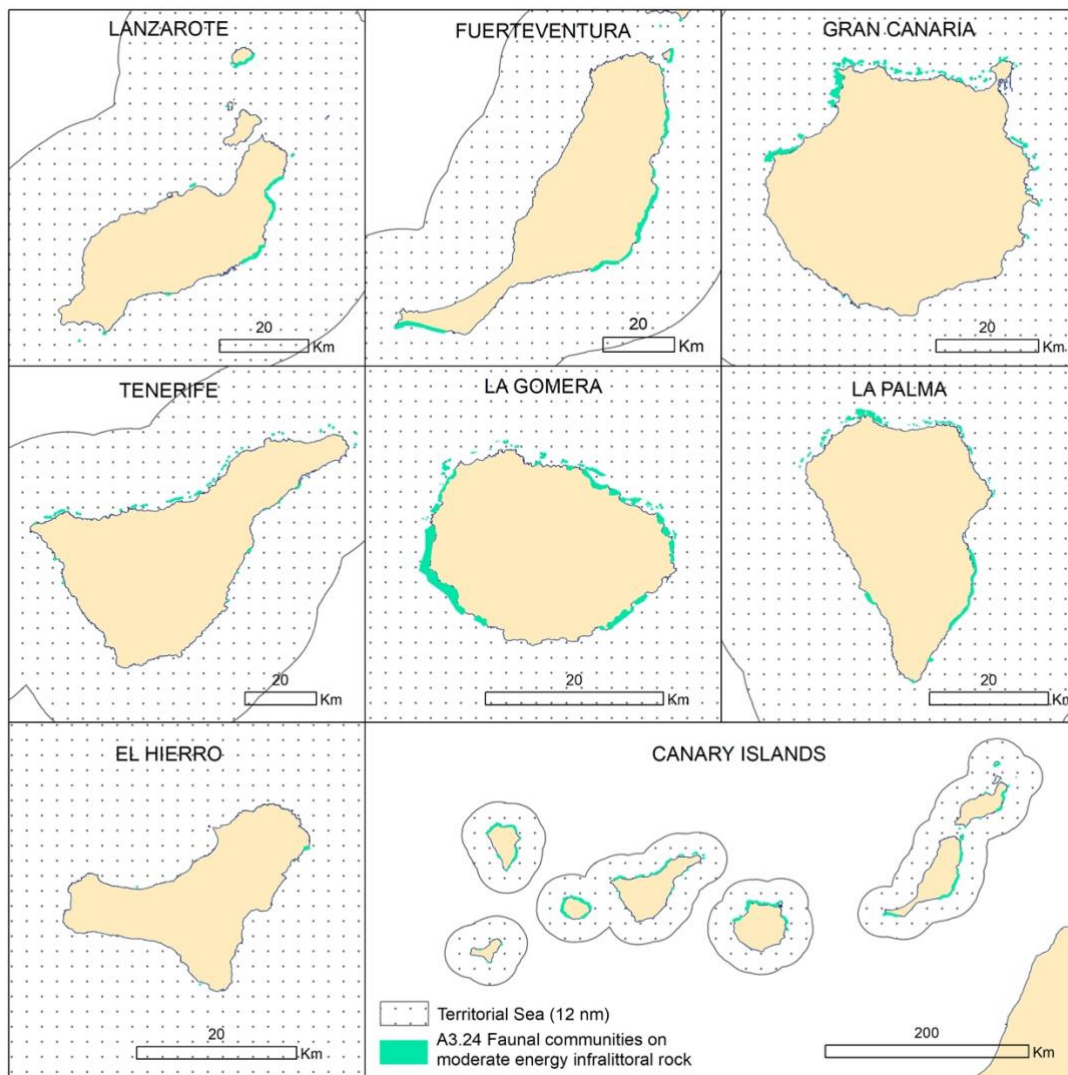 LANZAROTE
20
Km
FUERTEVENTURA
20
Km
GRAN CANARIA
20
Km
TENERIFE
20
Km
LA GOMERA
20
Km
LA PALMA
20
Km
EL HIERRO
20
Km
CANARY ISLANDS
Territorial Sea (12 nm)
A3.24 Faunal communities on
moderate energy infralittoral rock
200
Km